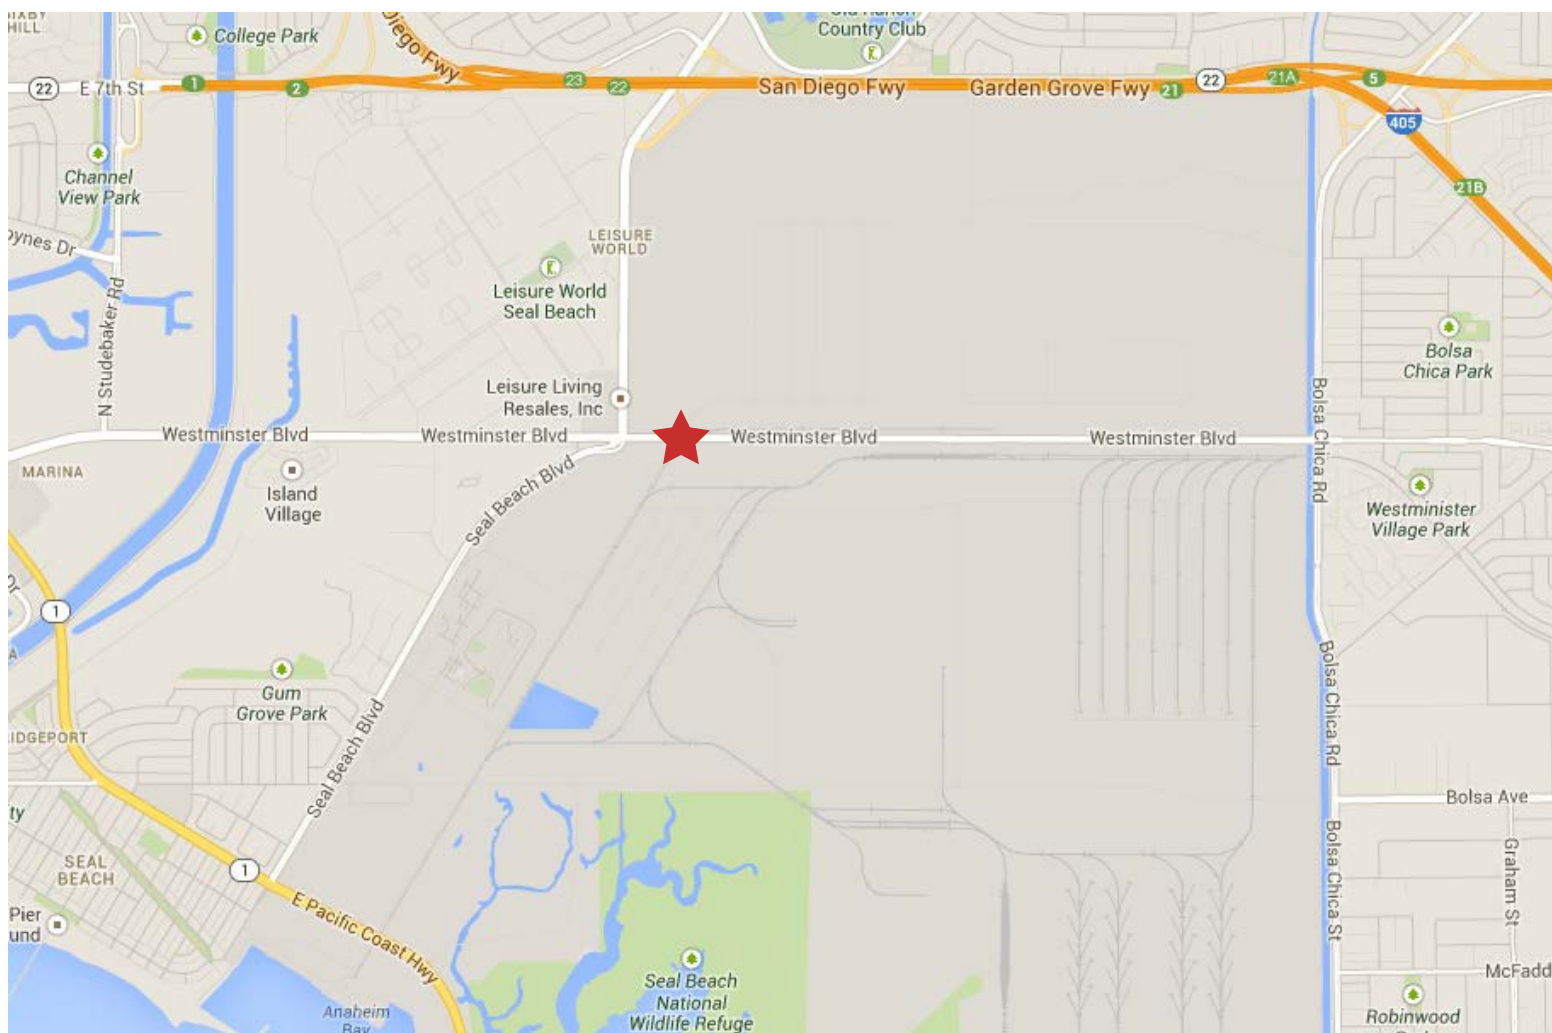 HILL
College Park
Country Club
Diego Fwy
22
E 7th St
1
2
23
22
San Diego Fwy
Garden Grove Fwy
21
22
21A
5
405
21B
Channel
View Park
LEISURE
WORLD
Leisure World
Seal Beach
N Studebaker Rd
Bolsa
Chica Park
Leisure Living
Resales, Inc
Bolsa Chica Rd
Westminster Blvd
Westminster Blvd
Westminster Blvd
Westminster Blvd
MARINA
Island
Village
Seal Beach Blvd
Westminister
Village Park
1
Gum
Grove Park
Seal Beach Blvd
Bolsa Chica Rd
Bolsa Ave
SEAL
BEACH
1
Bolsa Chica St
Graham St
Pier
E Pacific Coast Hwy
Seal Beach
National
Wildlife Refuge
McFadd
Anaheim
Bay
Robinwood